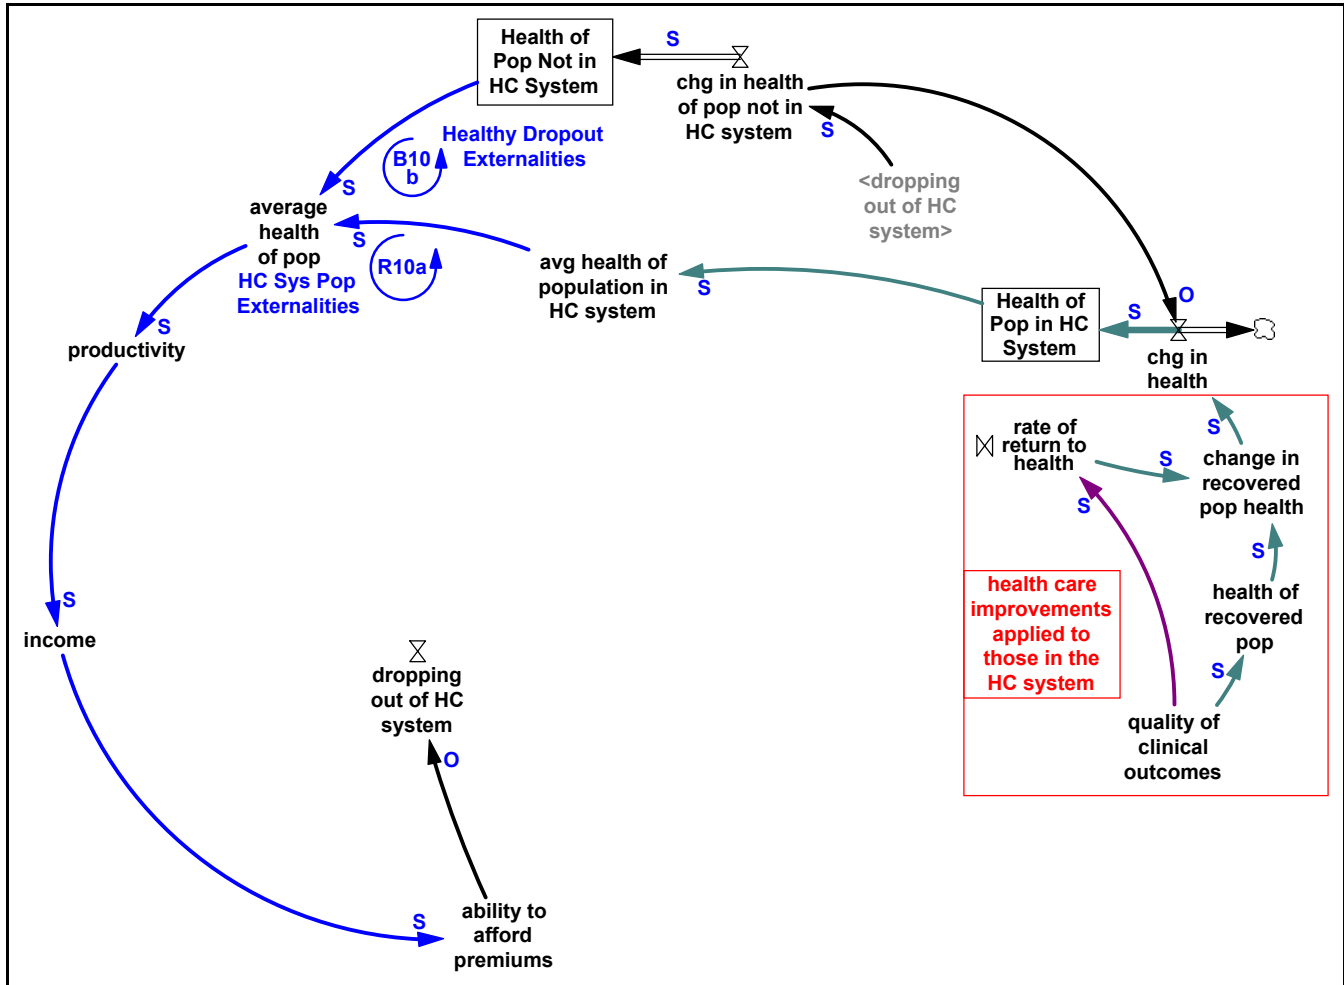 Health of
Pop Not in
HC System
S
chg in health
of pop not in
HC system
S
<dropping
out of HC
system>
Healthy Dropout
Externalities
B10
b
S
average
health
of pop
HC Sys Pop
Externalities
S
R10a
avg health of
population in
HC system
S
Health of
Pop in HC
System
S
O
chg in
health
S
productivity
S
rate of
return to
health
S
change in
recovered
pop health
S
S
health care
improvements
applied to
those in the
HC system
health of
recovered
pop
S
quality of
clinical
outcomes
S
income
dropping
out of HC
system
O
S
ability to
afford
premiums